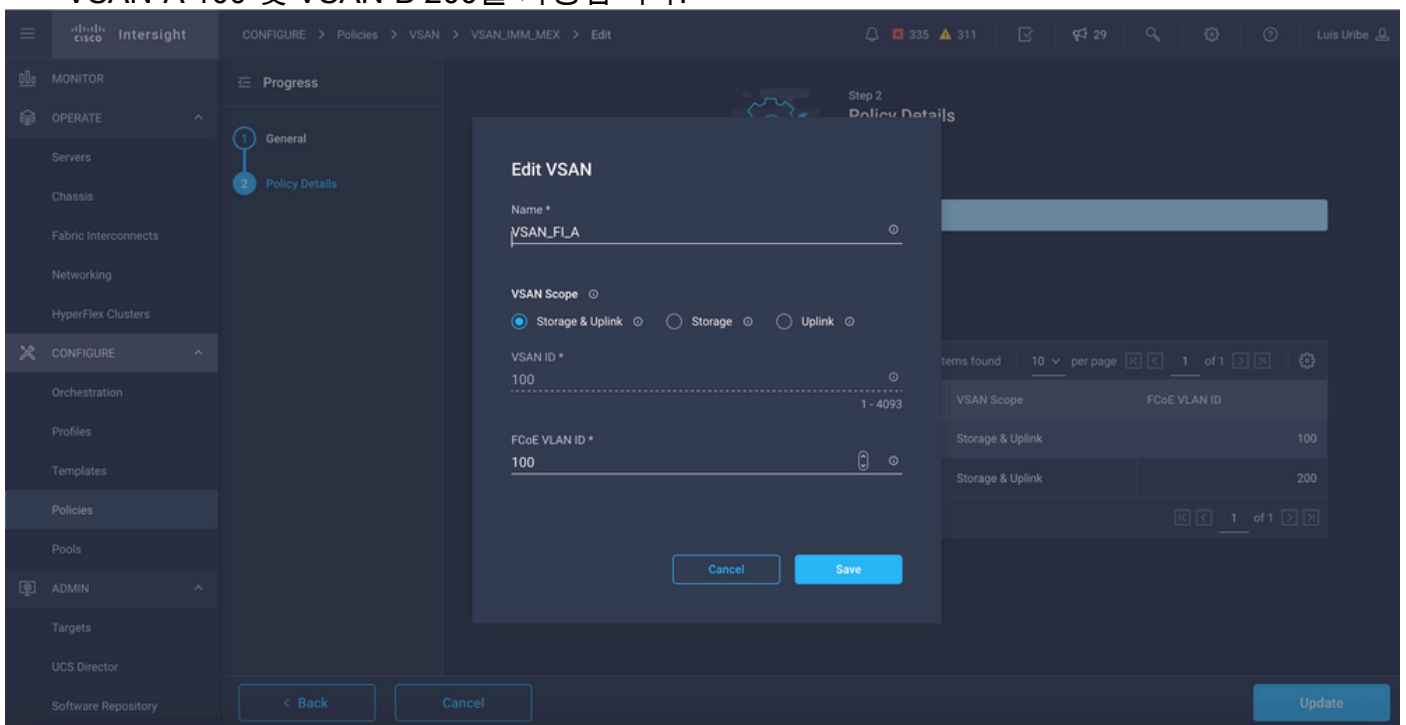 CISCO Intersight
CONFIGURE > Policies > VSAN > VSAN_IMM_MEX > Edit
335 311 29 Luis Uribe
MONITOR
OPERATE
Servers
Chassis
Fabric Interconnects
Networking
HyperFlex Clusters
CONFIGURE
Orchestration
Profiles
Templates
Policies
Pools
ADMIN
Targets
UCS Director
Software Repository
Progress
1 General
2 Policy Details
Step 2
Policy Details
Edit VSAN
Name *
VSAN_FI_A
VSAN Scope
Storage & Uplink Storage Uplink
VSAN ID *
100
1 - 4093
FCoE VLAN ID *
100
Cancel Save
tems found 10 per page 1 of 1
VSAN Scope FCoE VLAN ID
Storage & Uplink 100
Storage & Uplink 200
1 of 1
< Back Cancel Update